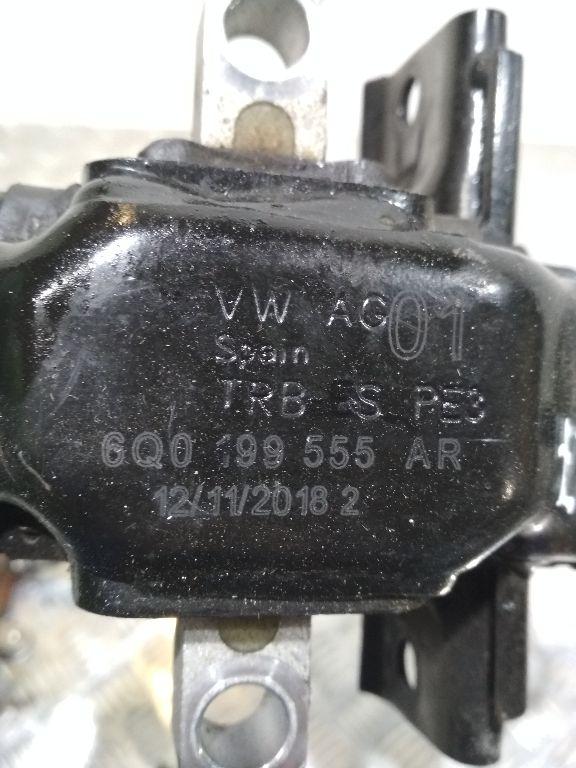 VW AG 01
Spain
TRB ES PE3
6Q0 199 555 AR
12/11/2018 2